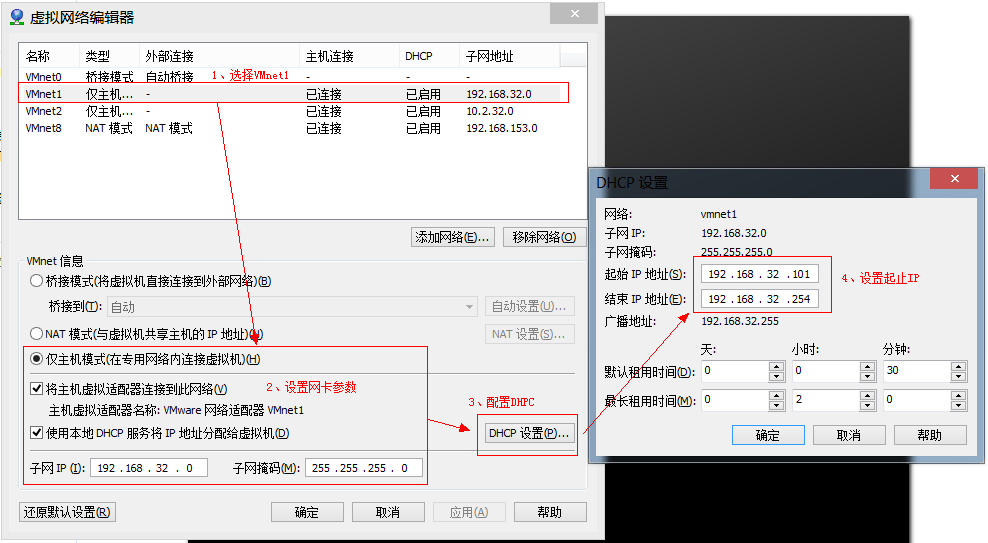 虚拟网络编辑器
名称 类型 外部连接 主机连接 DHCP 子网地址
VMnet0 桥接模式 自动桥接 - - -
1、选择VMnet1
VMnet1 仅主机... - 已连接 已启用 192.168.32.0
VMnet2 仅主机... - 已连接 已启用 10.2.32.0
VMnet8 NAT 模式 NAT 模式 已连接 已启用 192.168.153.0
添加网络(E)... 移除网络(O)
VMnet 信息
桥接模式(将虚拟机直接连接到外部网络)(B)
桥接到(T): 自动 自动设置(U)...
NAT 模式(与虚拟机共享主机的 IP 地址)(N) NAT 设置(S)...
仅主机模式(在专用网络内连接虚拟机)(H)
将主机虚拟适配器连接到此网络(V)
2、设置网卡参数
主机虚拟适配器名称: VMware 网络适配器 VMnet1
3、配置DHPC
使用本地 DHCP 服务将 IP 地址分配给虚拟机(D) DHCP 设置(P)...
子网 IP (I): 192 .168 . 32 . 0 子网掩码(M): 255 .255 .255 . 0
还原默认设置(R) 确定 取消 应用(A) 帮助
DHCP 设置
网络: vmnet1
子网 IP: 192.168.32.0
子网掩码: 255.255.255.0
起始 IP 地址(S): 192 .168 . 32 .101
4、设置起止IP
结束 IP 地址(E): 192 .168 . 32 .254
广播地址: 192.168.32.255
天: 小时: 分钟:
默认租用时间(D): 0 0 30
最长租用时间(M): 0 2 0
确定 取消 帮助